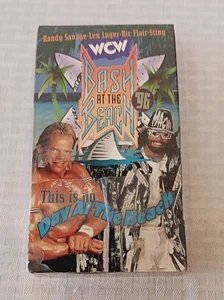 Randy Savage-Lex Luger-Ric Flair-Sting
WCW
BASH
AT THE
BEACH
'96
This is no
Day At The Beach